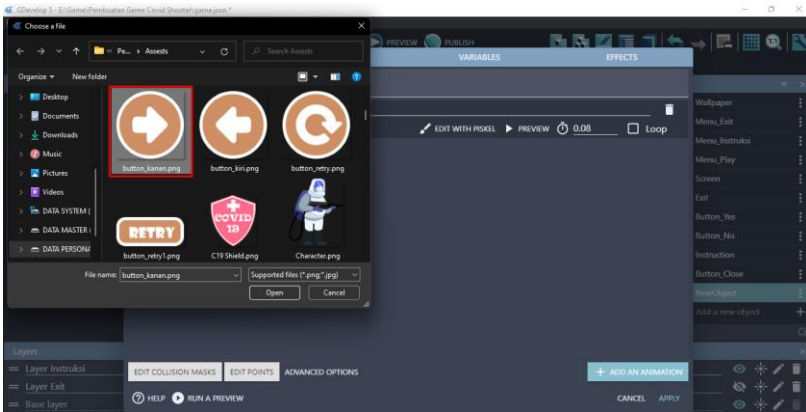 GDevelop 5 - E:\Game\Pembuatan Game Covid Shooter\game.json *
Choose a file
Pe... > Assests
Search Assests
Organize
New folder
Desktop
Documents
Downloads
Music
Pictures
Videos
DATA SYSTEM (
DATA MASTER (
DATA PERSONA
button_kanan.png
button_kiri.png
button_retry.png
RETRY
COVID
19
button_retry1.png
C19 Shield.png
Character.png
File name: button_kanan.png
Supported files (*.png;*.jpg)
Open
Cancel
PREVIEW
PUBLISH
VARIABLES
EFFECTS
EDIT WITH PISKEL
PREVIEW
0.08
Loop
Wallpaper
Menu_Exit
Menu_Instruksi
Menu_Play
Screen
Exit
Button_Yes
Button_No
Instruction
Button_Close
NewObject
Add a new object
Layers
Layer Instruksi
Layer Exit
Base layer
EDIT COLLISION MASKS
EDIT POINTS
ADVANCED OPTIONS
+ ADD AN ANIMATION
HELP
RUN A PREVIEW
CANCEL
APPLY